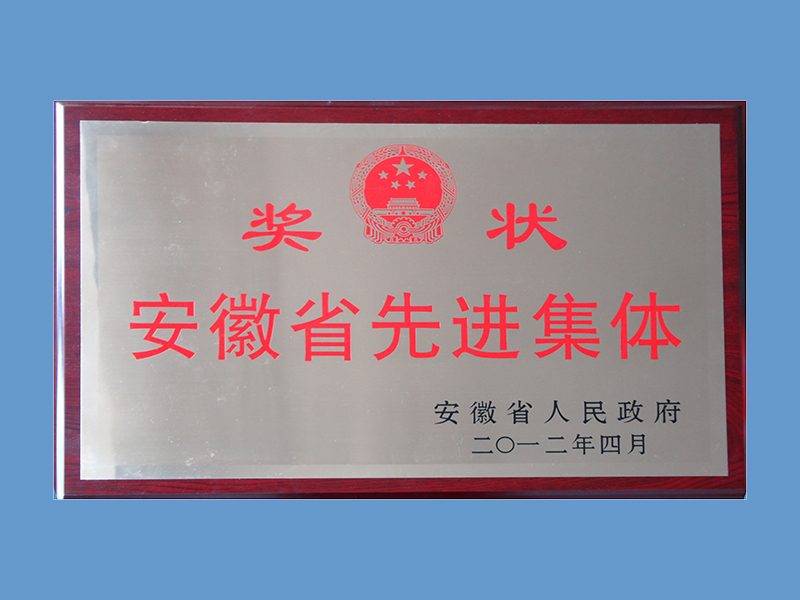 奖状
安徽省先进集体
安徽省人民政府
二〇一二年四月